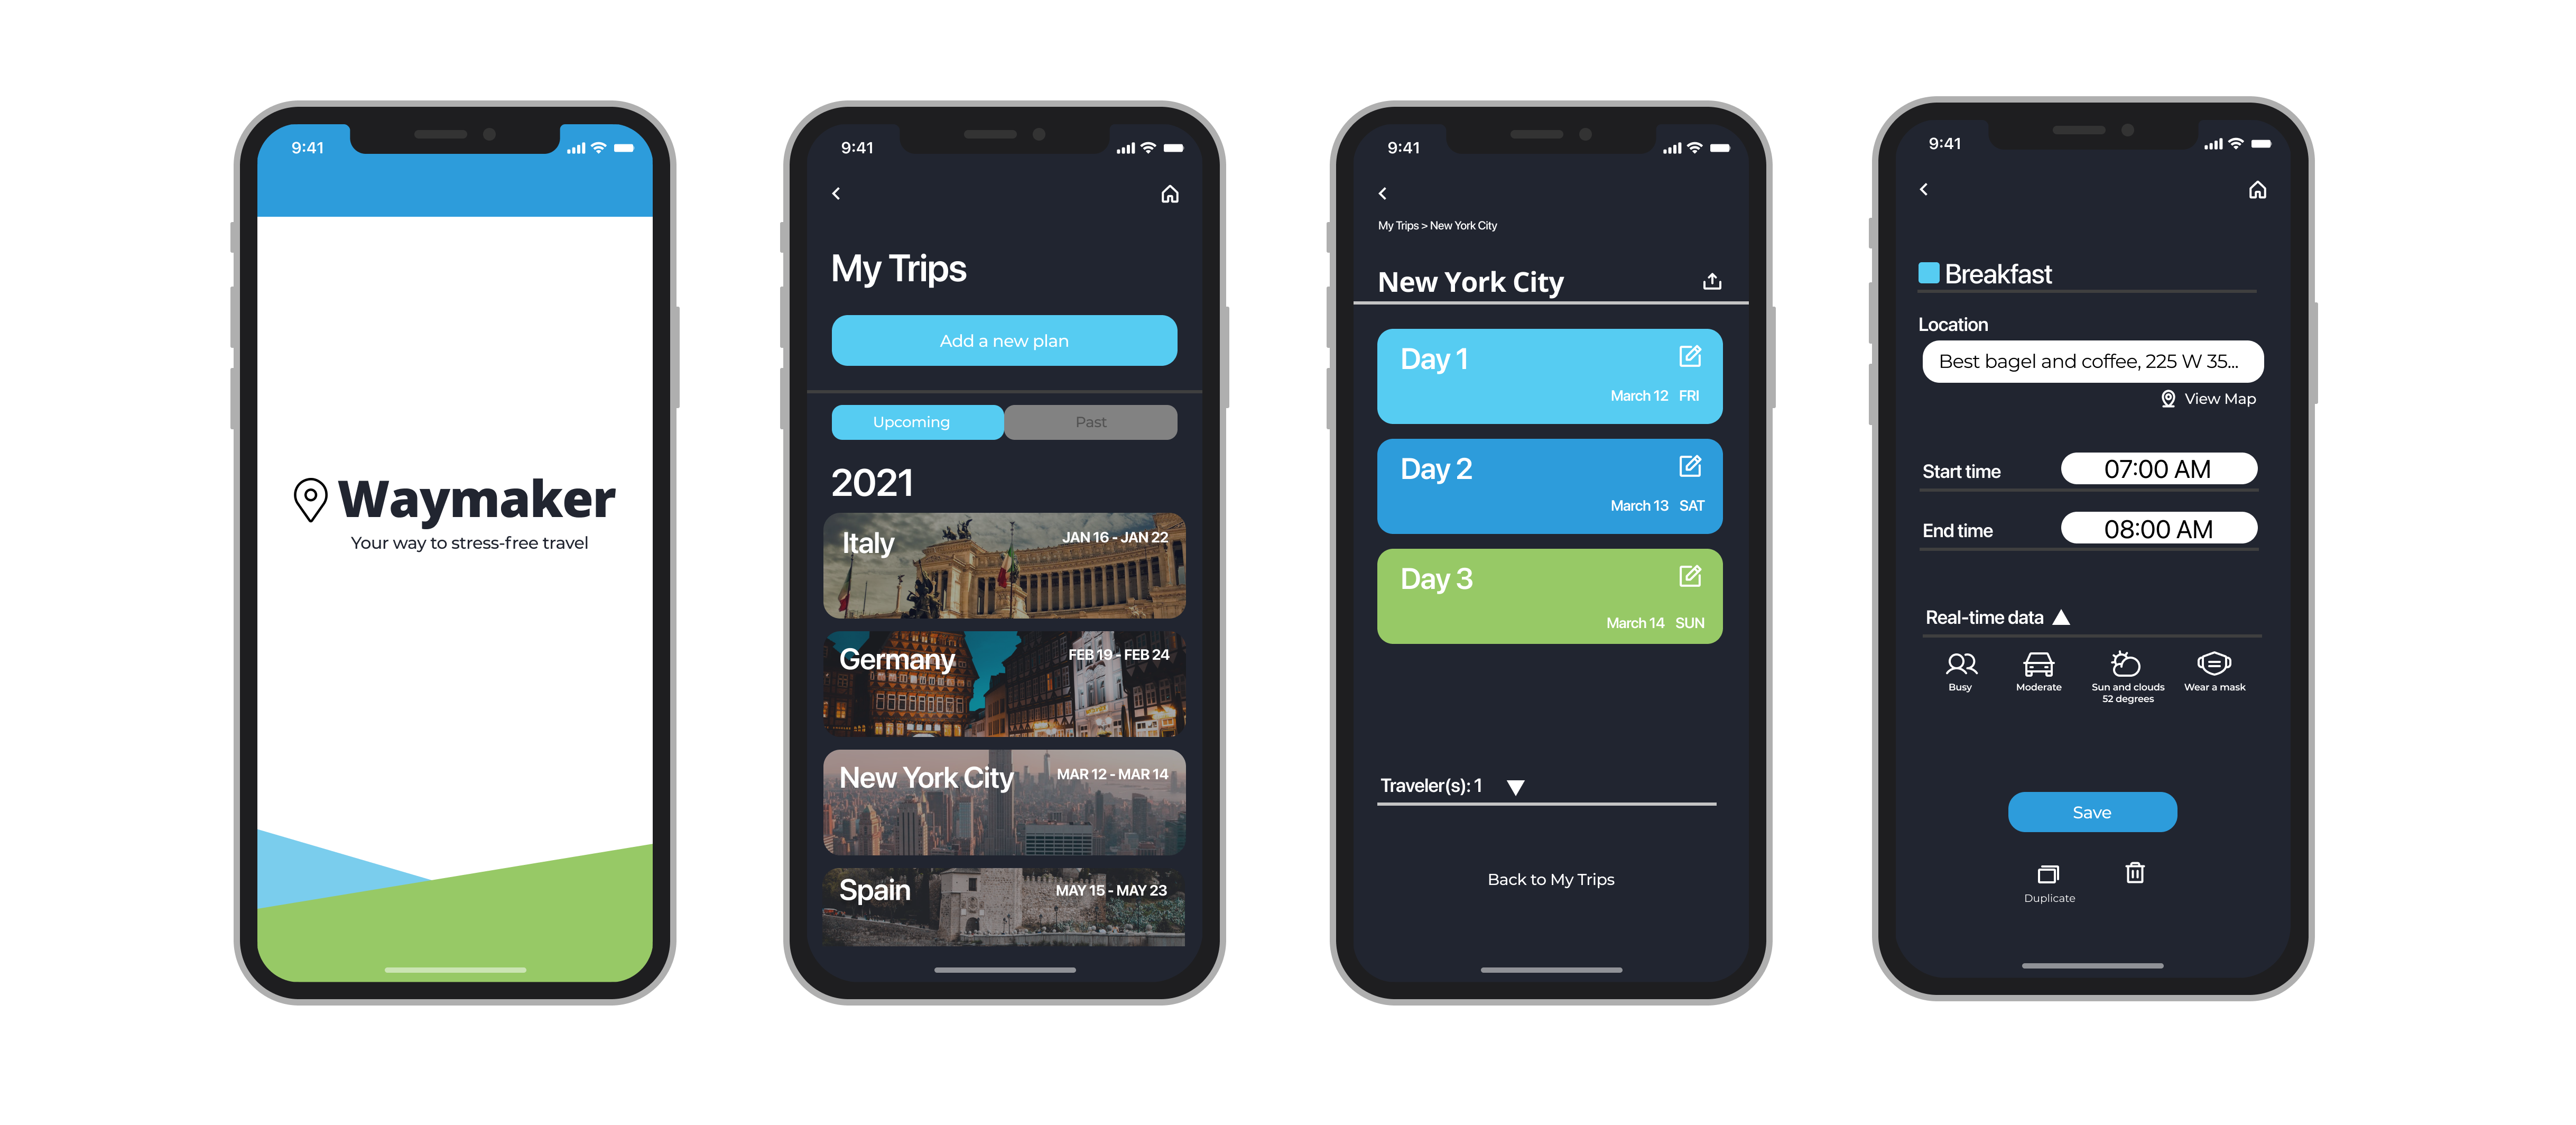 9:41
Waymaker
Your way to stress-free travel
9:41
My Trips
Add a new plan
Upcoming Past
2021
Italy JAN 16 - JAN 22
Germany FEB 19 - FEB 24
New York City MAR 12 - MAR 14
Spain MAY 15 - MAY 23
9:41
My Trips > New York City
New York City
Day 1
March 12 FRI
Day 2
March 13 SAT
Day 3
March 14 SUN
Traveler(s): 1
Back to My Trips
9:41
Breakfast
Location
Best bagel and coffee, 225 W 35...
View Map
Start time 07:00 AM
End time 08:00 AM
Real-time data
Busy Moderate Sun and clouds Wear a mask
52 degrees
Save
Duplicate